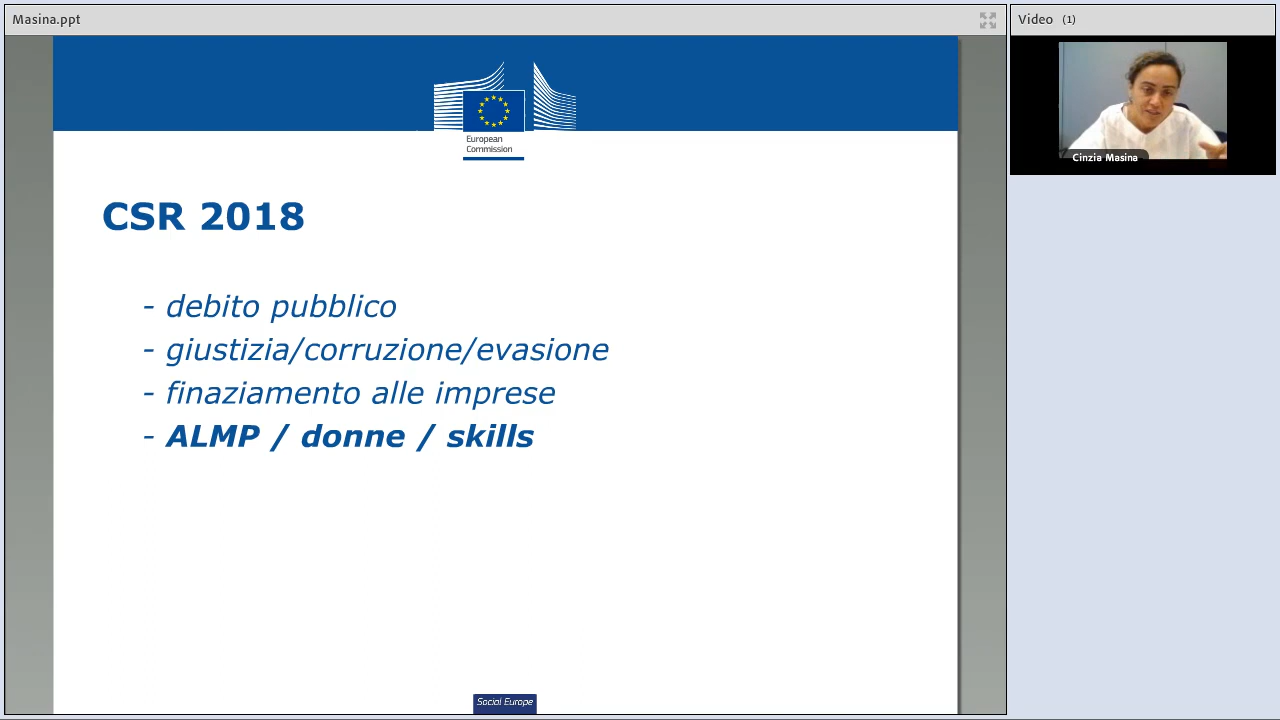 Masina.ppt
Video (1)
European
Commission
Cinzia Masina
CSR 2018
- debito pubblico
- giustizia/corruzione/evasione
- finaziamento alle imprese
- ALMP / donne / skills
Social Europe